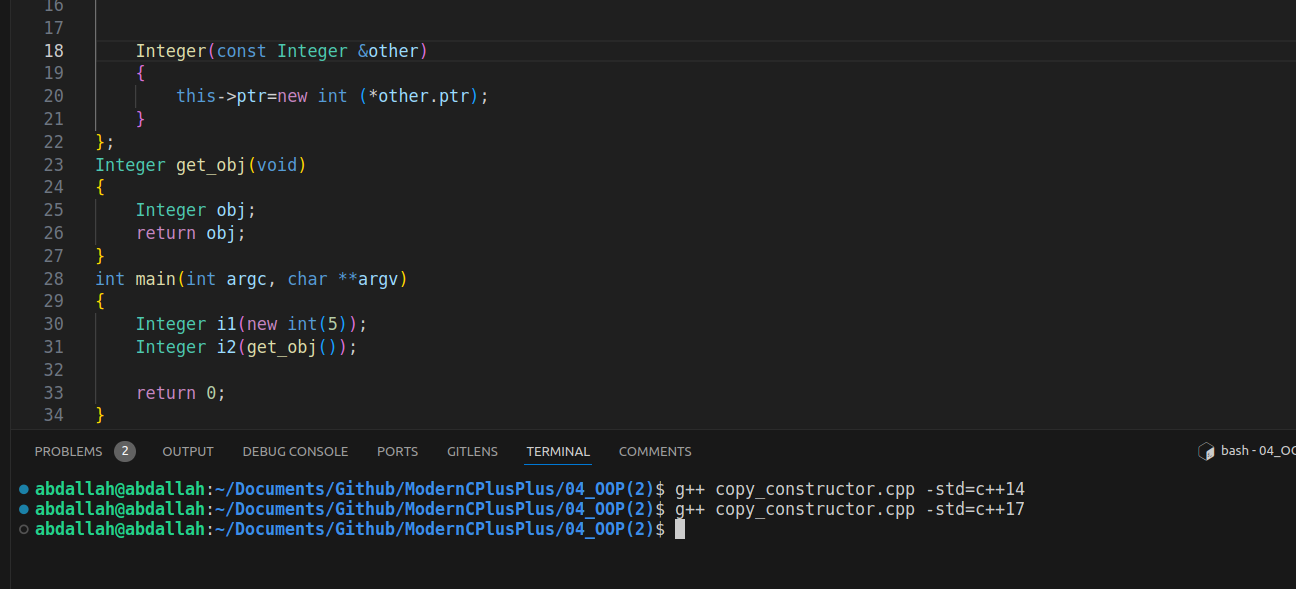 16
17
18 Integer(const Integer &other)
19 {
20 this->ptr=new int (*other.ptr);
21 }
22 };
23 Integer get_obj(void)
24 {
25 Integer obj;
26 return obj;
27 }
28 int main(int argc, char **argv)
29 {
30 Integer i1(new int(5));
31 Integer i2(get_obj());
32
33 return 0;
34 }
PROBLEMS 2 OUTPUT DEBUG CONSOLE PORTS GITLENS TERMINAL COMMENTS bash - 04_OO
abdallah@abdallah:~/Documents/Github/ModernCPlusPlus/04_OOP(2)$ g++ copy_constructor.cpp -std=c++14
abdallah@abdallah:~/Documents/Github/ModernCPlusPlus/04_OOP(2)$ g++ copy_constructor.cpp -std=c++17
abdallah@abdallah:~/Documents/Github/ModernCPlusPlus/04_OOP(2)$